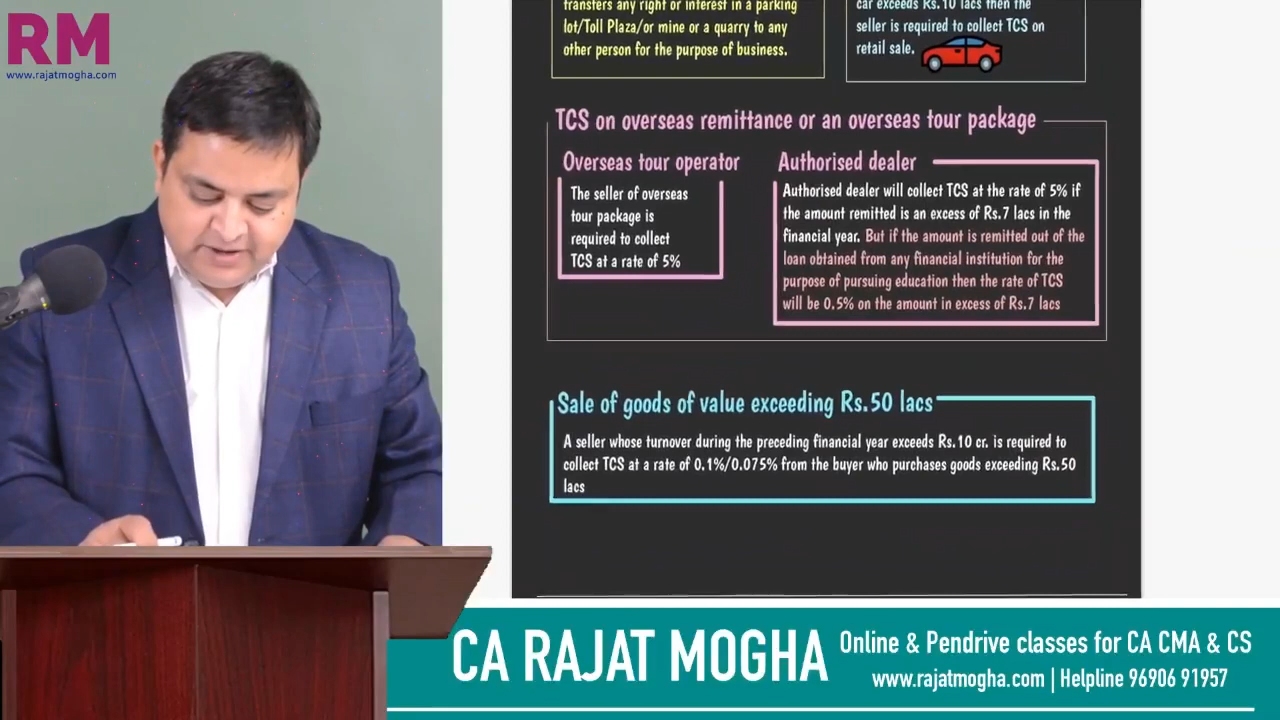 RM
www.rajatmogha.com
transfers any right or interest in a parking
lot/Toll Plaza/or mine or a quarry to any
other person for the purpose of business.
car exceeds Rs.10 lacs then the
seller is required to collect TCS on
retail sale.
TCS on overseas remittance or an overseas tour package
Overseas tour operator
The seller of overseas
tour package is
required to collect
TCS at a rate of 5%
Authorised dealer
Authorised dealer will collect TCS at the rate of 5% if
the amount remitted is an excess of Rs.7 lacs in the
financial year. But if the amount is remitted out of the
loan obtained from any financial institution for the
purpose of pursuing education then the rate of TCS
will be 0.5% on the amount in excess of Rs.7 lacs
Sale of goods of value exceeding Rs.50 lacs
A seller whose turnover during the preceding financial year exceeds Rs.10 cr. is required to
collect TCS at a rate of 0.1%/0.075% from the buyer who purchases goods exceeding Rs.50
lacs
CA RAJAT MOGHA
Online & Pendrive classes for CA CMA & CS
www.rajatmogha.com | Helpline 96906 91957